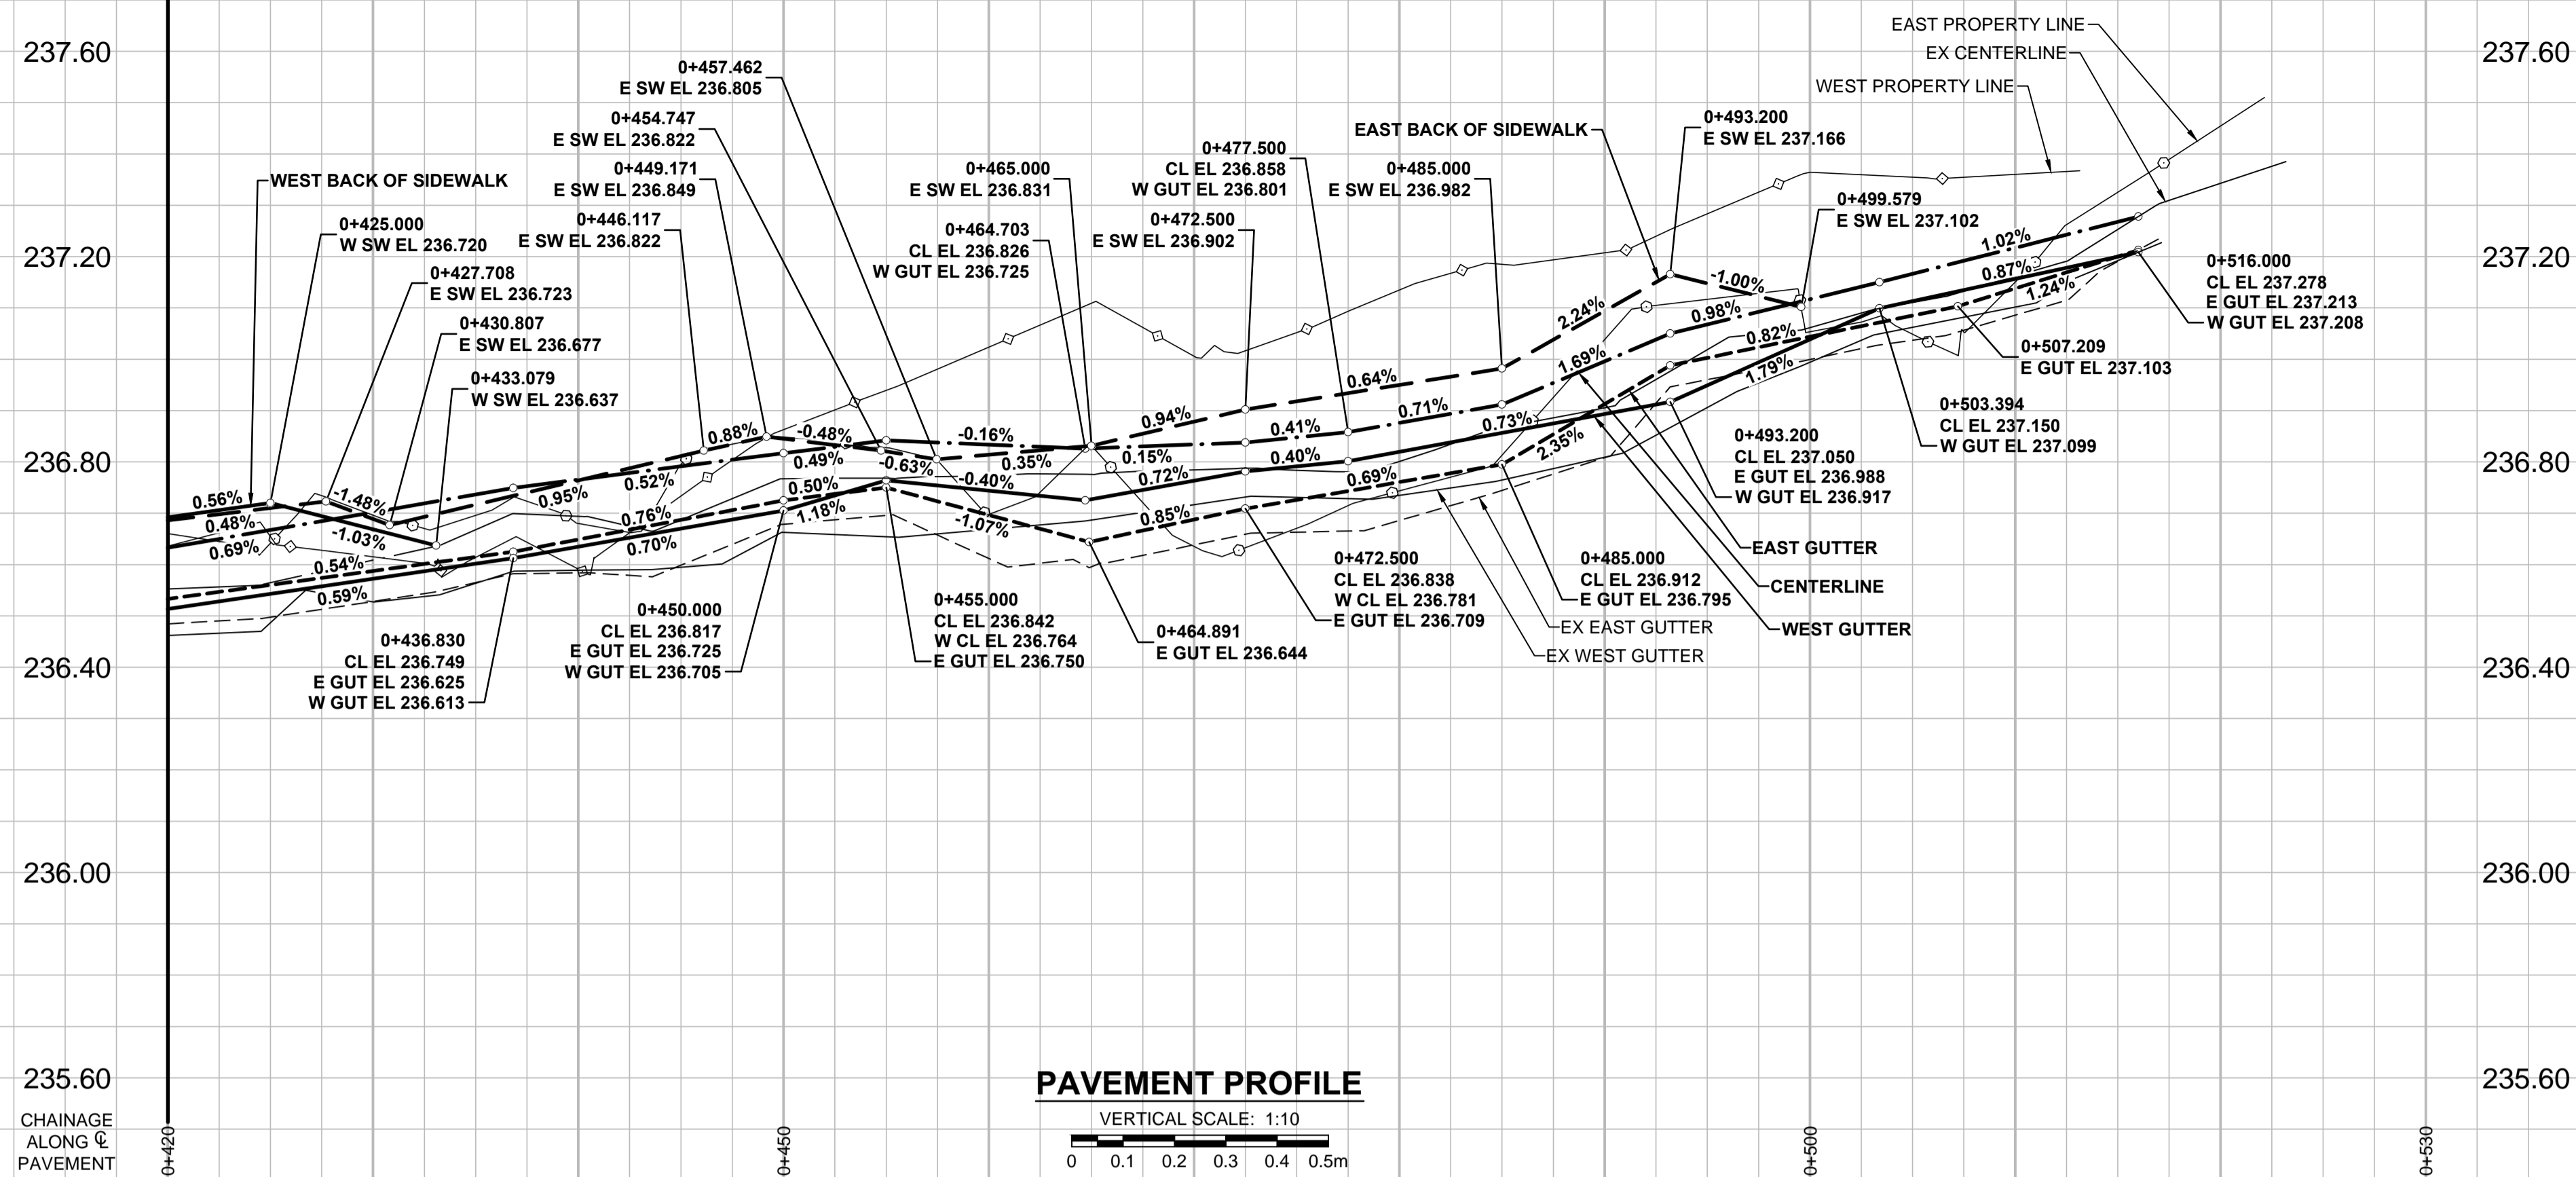 EAST PROPERTY LINE
237.60
237.60
EX CENTERLINE
WEST PROPERTY LINE
0+457.462
E SW EL 236.805
0+454.747
E SW EL 236.822
0+449.171
E SW EL 236.849
0+446.117
E SW EL 236.822
WEST BACK OF SIDEWALK
0+425.000
W SW EL 236.720
0+427.708
E SW EL 236.723
0+430.807
E SW EL 236.677
0+433.079
W SW EL 236.637
0+465.000
E SW EL 236.831
0+464.703
CL EL 236.826
W GUT EL 236.725
0+477.500
CL EL 236.858
W GUT EL 236.801
0+472.500
E SW EL 236.902
0+485.000
E SW EL 236.982
EAST BACK OF SIDEWALK
0+493.200
E SW EL 237.166
0+499.579
E SW EL 237.102
237.20
237.20
0+516.000
CL EL 237.278
E GUT EL 237.213
W GUT EL 237.208
0+507.209
E GUT EL 237.103
0+503.394
CL EL 237.150
W GUT EL 237.099
0+493.200
CL EL 237.050
E GUT EL 236.988
W GUT EL 236.917
1.02%
0.87%
1.24%
-1.00%
0.98%
0.82%
1.79%
2.24%
1.69%
0.73%
2.35%
0.64%
0.71%
0.41%
0.40%
0.69%
0.94%
0.15%
0.72%
0.85%
-0.16%
0.35%
-0.40%
-1.07%
-0.48%
-0.63%
0.49%
0.50%
1.18%
0.88%
0.52%
0.76%
0.70%
0.95%
-1.48%
-1.03%
0.56%
0.48%
0.69%
0.54%
0.59%
236.80
236.80
EAST GUTTER
CENTERLINE
WEST GUTTER
EX EAST GUTTER
EX WEST GUTTER
0+485.000
CL EL 236.912
E GUT EL 236.795
0+472.500
CL EL 236.838
W CL EL 236.781
E GUT EL 236.709
0+464.891
E GUT EL 236.644
0+455.000
CL EL 236.842
W CL EL 236.764
E GUT EL 236.750
0+450.000
CL EL 236.817
E GUT EL 236.725
W GUT EL 236.705
0+436.830
CL EL 236.749
E GUT EL 236.625
W GUT EL 236.613
236.40
236.40
236.00
236.00
235.60
235.60
PAVEMENT PROFILE
VERTICAL SCALE: 1:10
0 0.1 0.2 0.3 0.4 0.5m
CHAINAGE
ALONG ℄
PAVEMENT
0+420
0+450
0+500
0+530